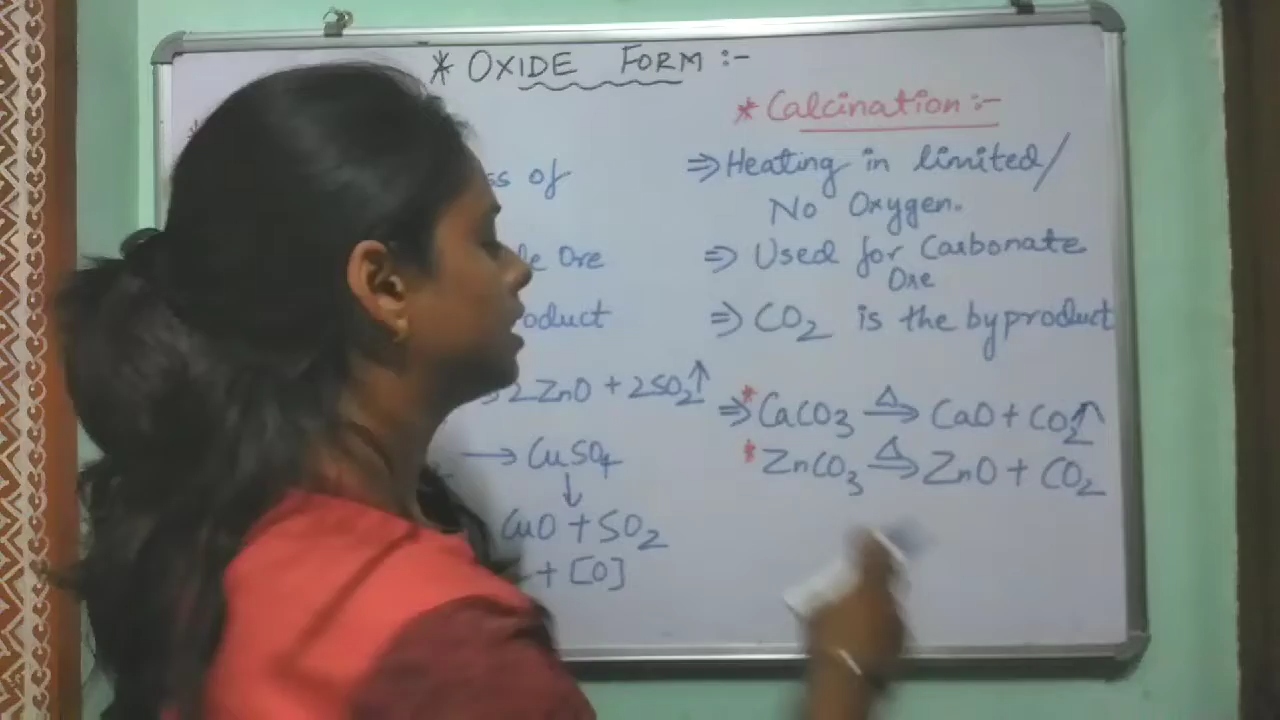 * OXIDE FORM :-
ss of
Ore
oduct
2ZnO + 2SO₂↑
→ CuSO₄
↓
CuO + SO₂
+ [O]
* Calcination :-
⇒ Heating in limited/
No Oxygen.
⇒ Used for Carbonate
Ore
⇒ CO₂ is the byproduct
⇒ * CaCO₃ —Δ→ CaO + CO₂↑
* ZnCO₃ —Δ→ ZnO + CO₂